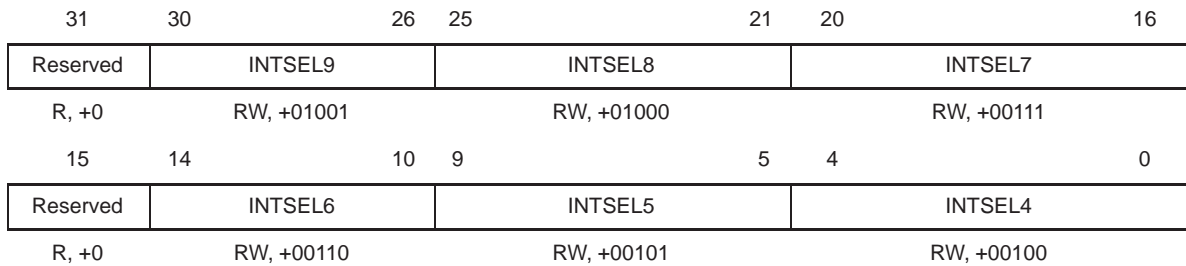 31 30 26 25 21 20 16
Reserved INTSEL9 INTSEL8 INTSEL7
R, +0 RW, +01001 RW, +01000 RW, +00111
15 14 10 9 5 4 0
Reserved INTSEL6 INTSEL5 INTSEL4
R, +0 RW, +00110 RW, +00101 RW, +00100